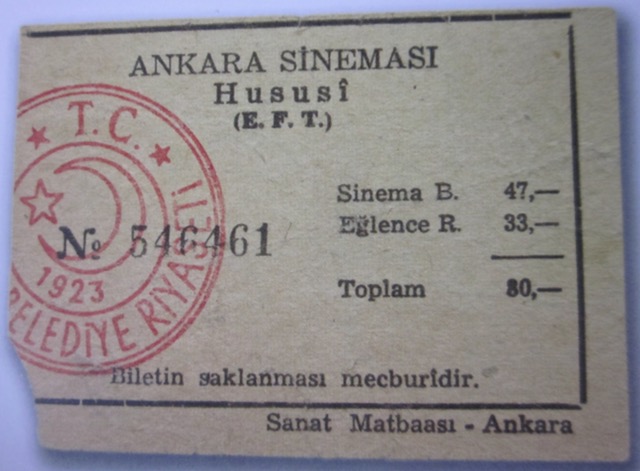 ANKARA SİNEMASI
Hususî
(E. F. T.)
T.C.
1923
BELEDİYE RİYASETİ
Sinema B. 47,—
Eğlence R. 33,—
№ 546461
Toplam 80,—
Biletin saklanması mecburîdir.
Sanat Matbaası - Ankara